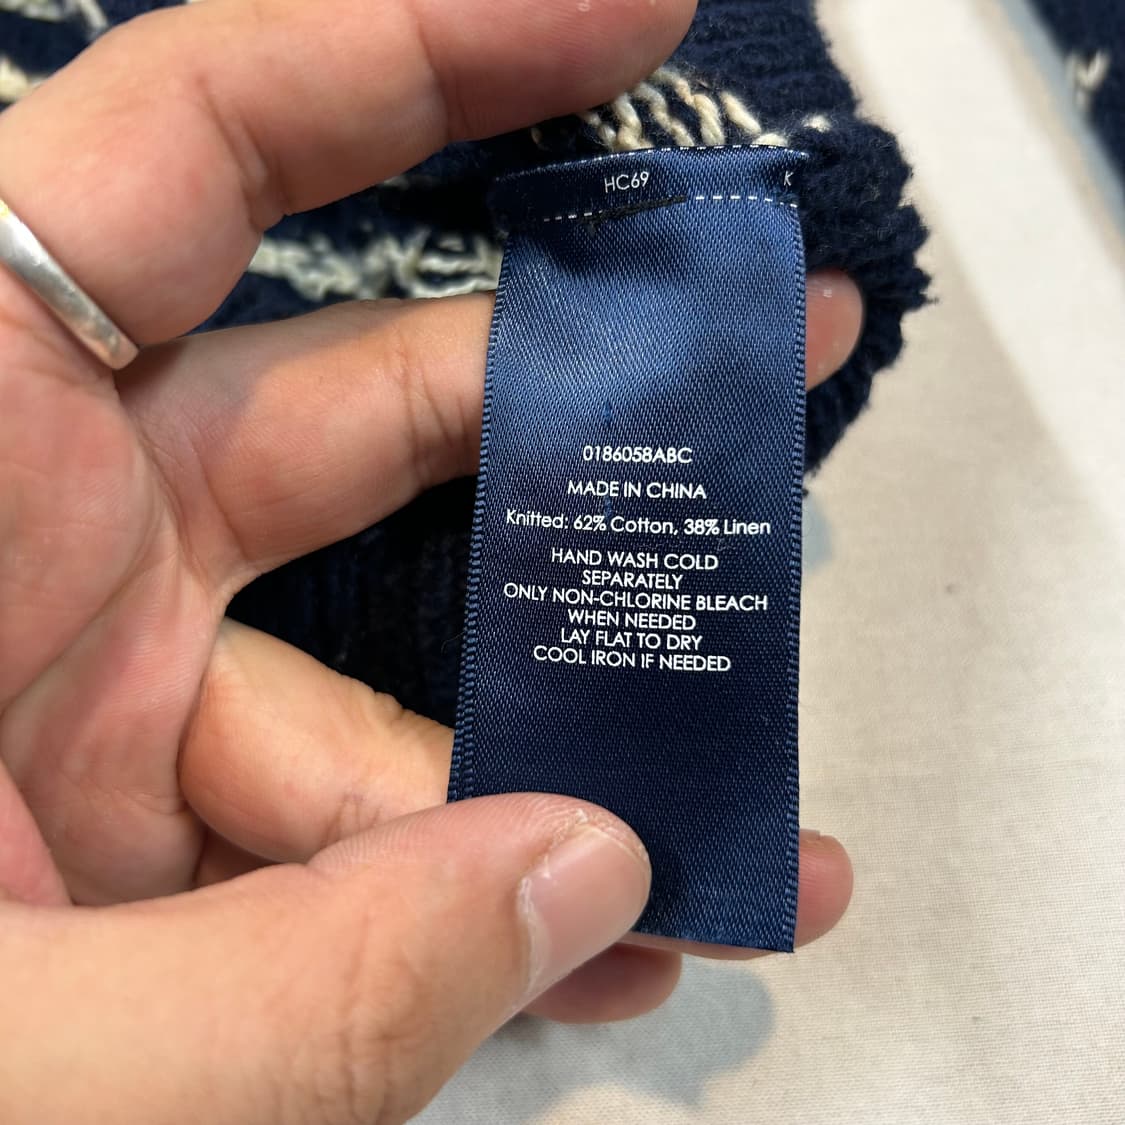 HC69 K
0186058ABC
MADE IN CHINA
Knitted: 62% Cotton, 38% Linen
HAND WASH COLD
SEPARATELY
ONLY NON-CHLORINE BLEACH
WHEN NEEDED
LAY FLAT TO DRY
COOL IRON IF NEEDED